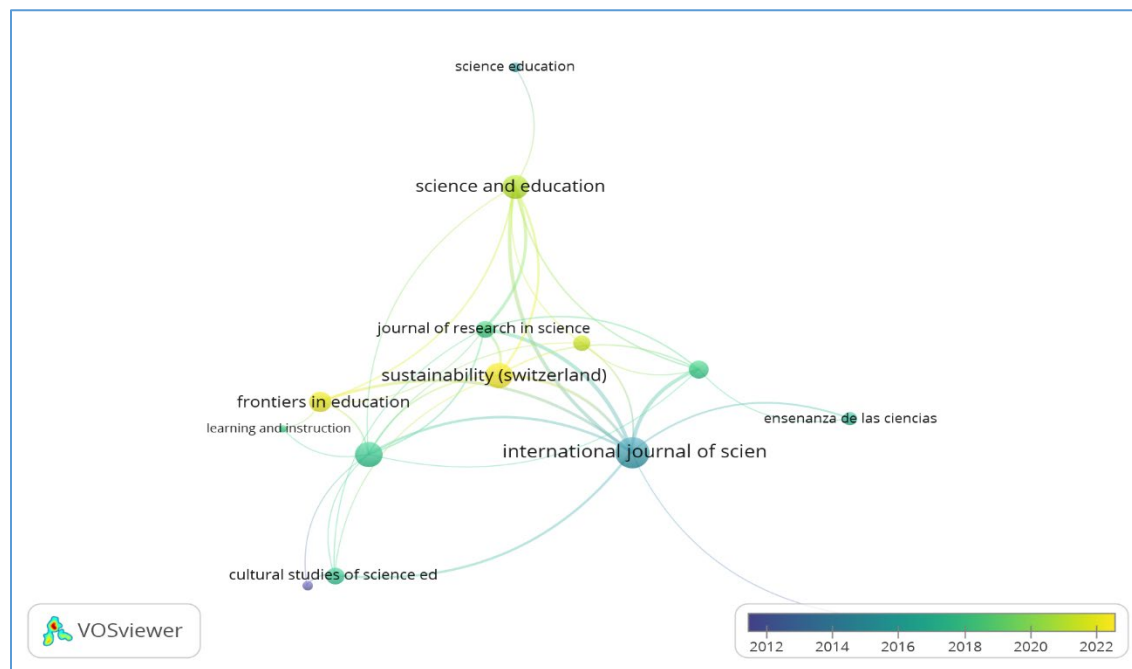 science education
science and education
journal of research in science
sustainability (switzerland)
frontiers in education
learning and instruction
ensenanza de las ciencias
international journal of scien
cultural studies of science ed
VOSviewer
2012 2014 2016 2018 2020 2022